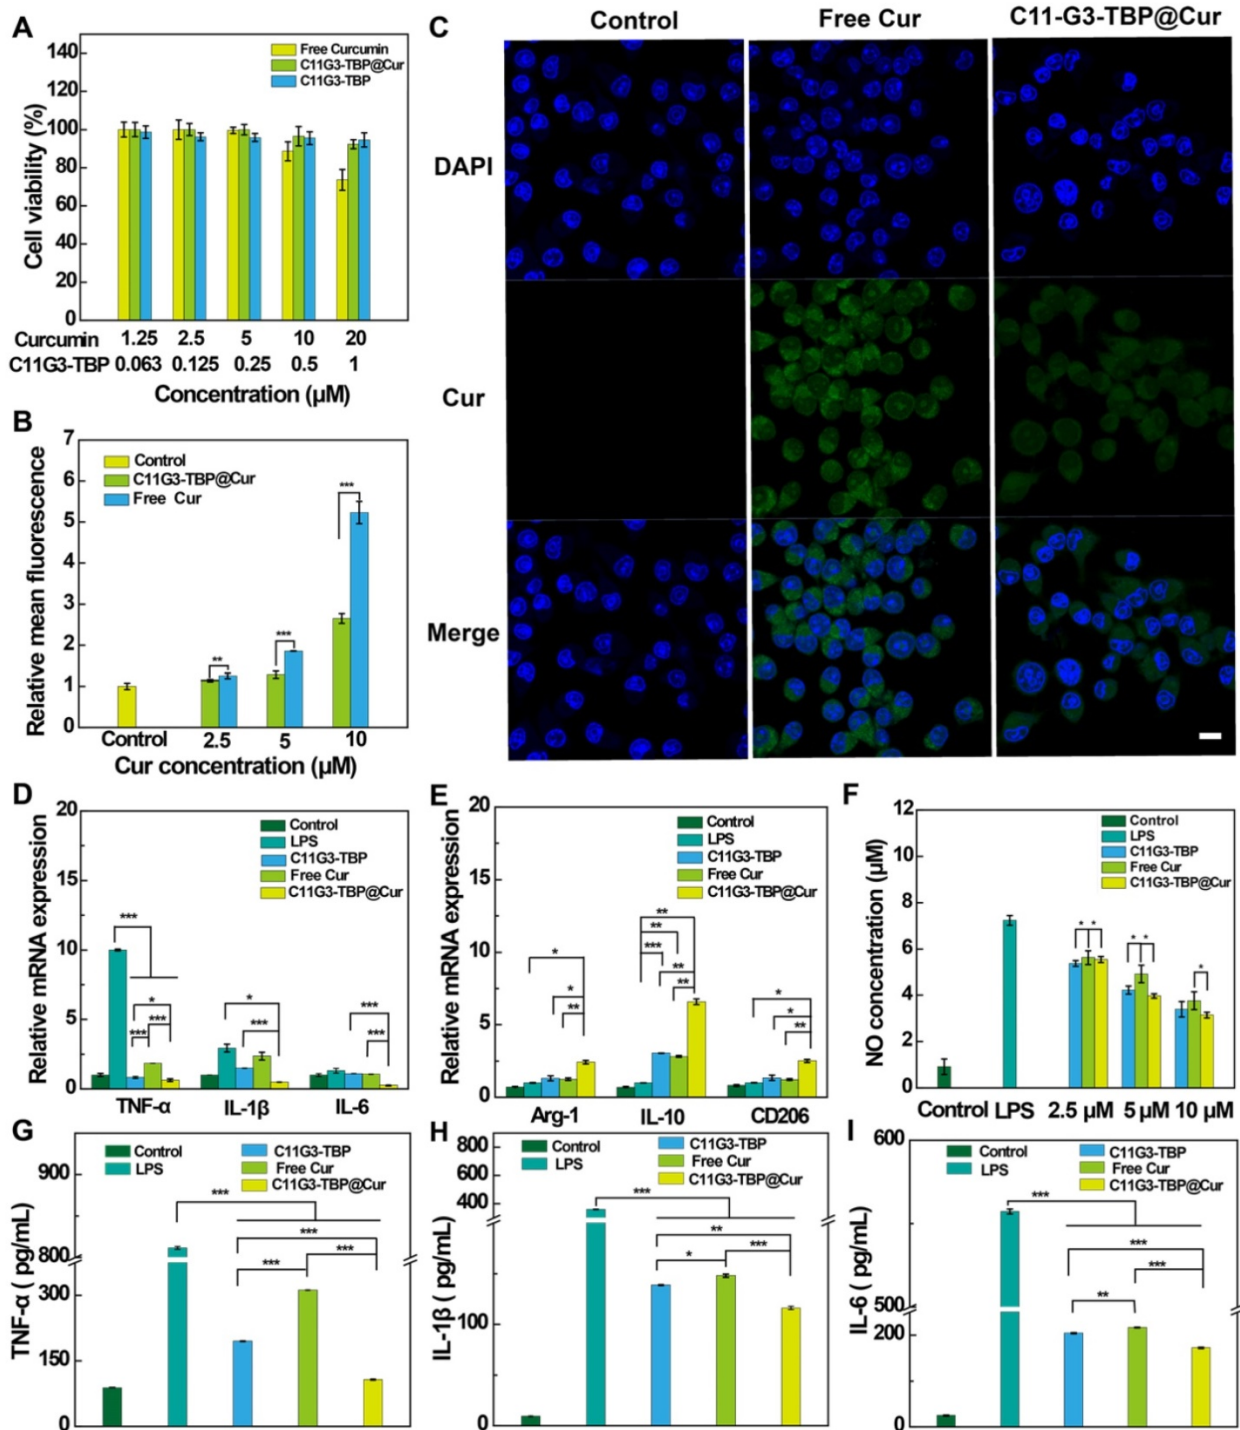 A
Cell viability (%)
140
120
100
80
60
40
20
0
Free Curcumin
C11G3-TBP@Cur
C11G3-TBP
Curcumin 1.25 2.5 5 10 20
C11G3-TBP 0.063 0.125 0.25 0.5 1
Concentration (μM)
B
Relative mean fluorescence
7
6
5
4
3
2
1
0
Control
C11G3-TBP@Cur
Free Cur
**
***
***
Control 2.5 5 10
Cur concentration (μM)
C
Control Free Cur C11-G3-TBP@Cur
DAPI
Cur
Merge
D
Relative mRNA expression
20
15
10
5
0
Control
LPS
C11G3-TBP
Free Cur
C11G3-TBP@Cur
***
*
***
***
*
***
***
***
TNF-α IL-1β IL-6
E
Relative mRNA expression
20
15
10
5
0
Control
LPS
C11G3-TBP
Free Cur
C11G3-TBP@Cur
*
*
**
**
**
***
**
**
*
*
**
Arg-1 IL-10 CD206
F
NO concentration (μM)
12
10
8
6
4
2
0
Control
LPS
C11G3-TBP
Free Cur
C11G3-TBP@Cur
* *
* *
*
Control LPS 2.5 μM 5 μM 10 μM
G
TNF-α ( pg/mL)
900
800
300
150
0
Control
LPS
C11G3-TBP
Free Cur
C11G3-TBP@Cur
***
***
***
***
H
IL-1β ( pg/mL)
800
600
400
200
100
0
Control
LPS
C11G3-TBP
Free Cur
C11G3-TBP@Cur
***
**
***
*
I
IL-6 ( pg/mL)
600
500
200
0
Control
LPS
C11G3-TBP
Free Cur
C11G3-TBP@Cur
***
***
***
**